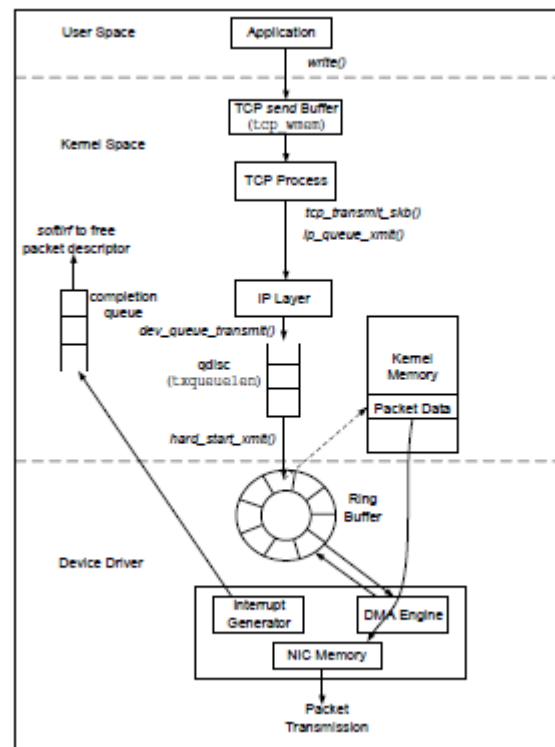 User Space
Application
write()
TCP send Buffer
(tcp_wmem)
Kernel Space
TCP Process
tcp_transmit_skb()
ip_queue_xmit()
softirf to free
packet descriptor
IP Layer
completion
queue
dev_queue_transmit()
qdisc
(txqueuelen)
Kernel
Memory
Packet Data
hard_start_xmit()
Ring
Buffer
Device Driver
Interrupt
Generator
DMA Engine
NIC Memory
Packet
Transmission